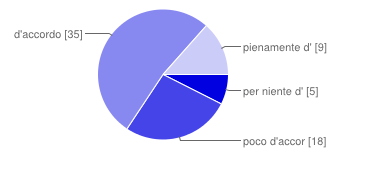 d'accordo [35]
pienamente d' [9]
per niente d' [5]
poco d'accor [18]